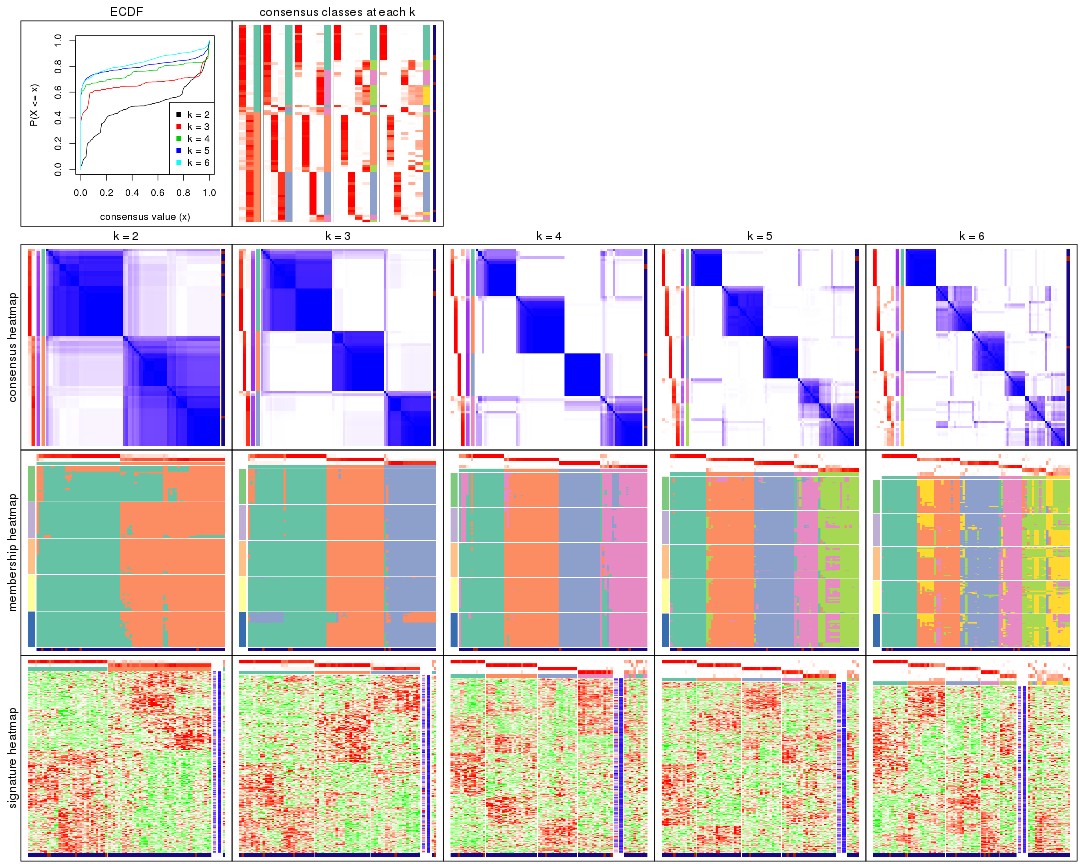 ECDF
consensus classes at each k
P(X <= x)
0.0 0.2 0.4 0.6 0.8 1.0
k = 2
k = 3
k = 4
k = 5
k = 6
0.0 0.2 0.4 0.6 0.8 1.0
consensus value (x)
k = 2 k = 3 k = 4 k = 5 k = 6
consensus heatmap
membership heatmap
signature heatmap